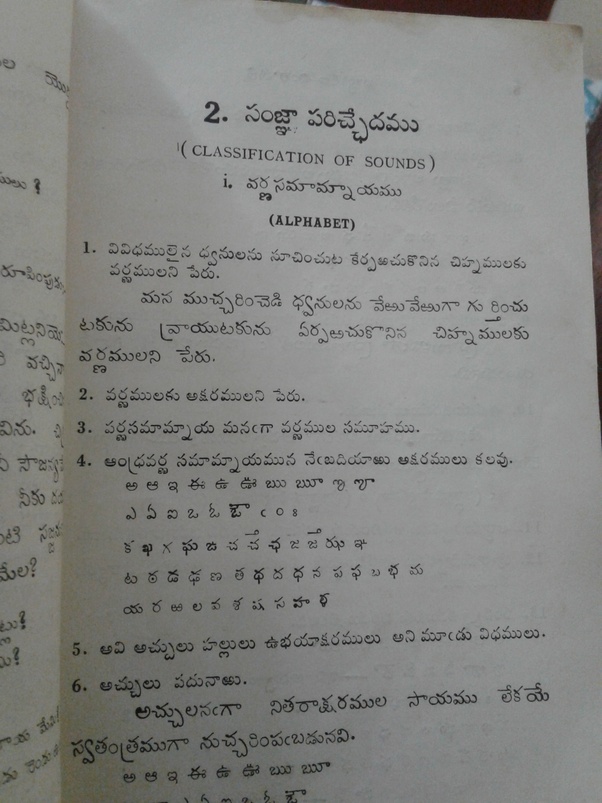 2. సంజ్ఞా పరిచ్ఛేదము
(CLASSIFICATION OF SOUNDS)
i. వర్ణసమామ్నాయము
(ALPHABET)
1. వివిధములైన ధ్వనులను సూచించుట కేర్పఱచుకొనిన చిహ్నములకు
వర్ణములని పేరు.
మన ముచ్చరించెడి ధ్వనులను వేఱువేఱుగా గుర్తించు
టకును వ్రాయుటకును ఏర్పఱచుకొనిన చిహ్నములకు
వర్ణములని పేరు.
2. వర్ణములకు అక్షరములని పేరు.
3. వర్ణసమామ్నాయ మనఁగా వర్ణముల సమూహము.
4. ఆంధ్రవర్ణ సమామ్నాయమున నేఁబదియాఱు అక్షరములు కలవు.
అ ఆ ఇ ఈ ఉ ఊ ఋ ౠ ఌ ౡ
ఎ ఏ ఐ ఒ ఓ ఔ ఁ ం ః
క ఖ గ ఘ ఙ చ ౘ ఛ జ ౙ ఝ ఞ
ట ఠ డ ఢ ణ త థ ద ధ న ప ఫ బ భ మ
య ర ఱ ల వ శ ష స హ ళ
5. అవి అచ్చులు హల్లులు ఉభయాక్షరములు అని మూఁడు విధములు.
6. అచ్చులు పదునాఱు.
అచ్చులనఁగా నితరాక్షరముల సాయము లేకయే
స్వతంత్రముగా నుచ్చరింపఁబడునవి.
అ ఆ ఇ ఈ ఉ ఊ ఋ ౠ
ఎ ఏ ఐ ఒ ఓ ఔ